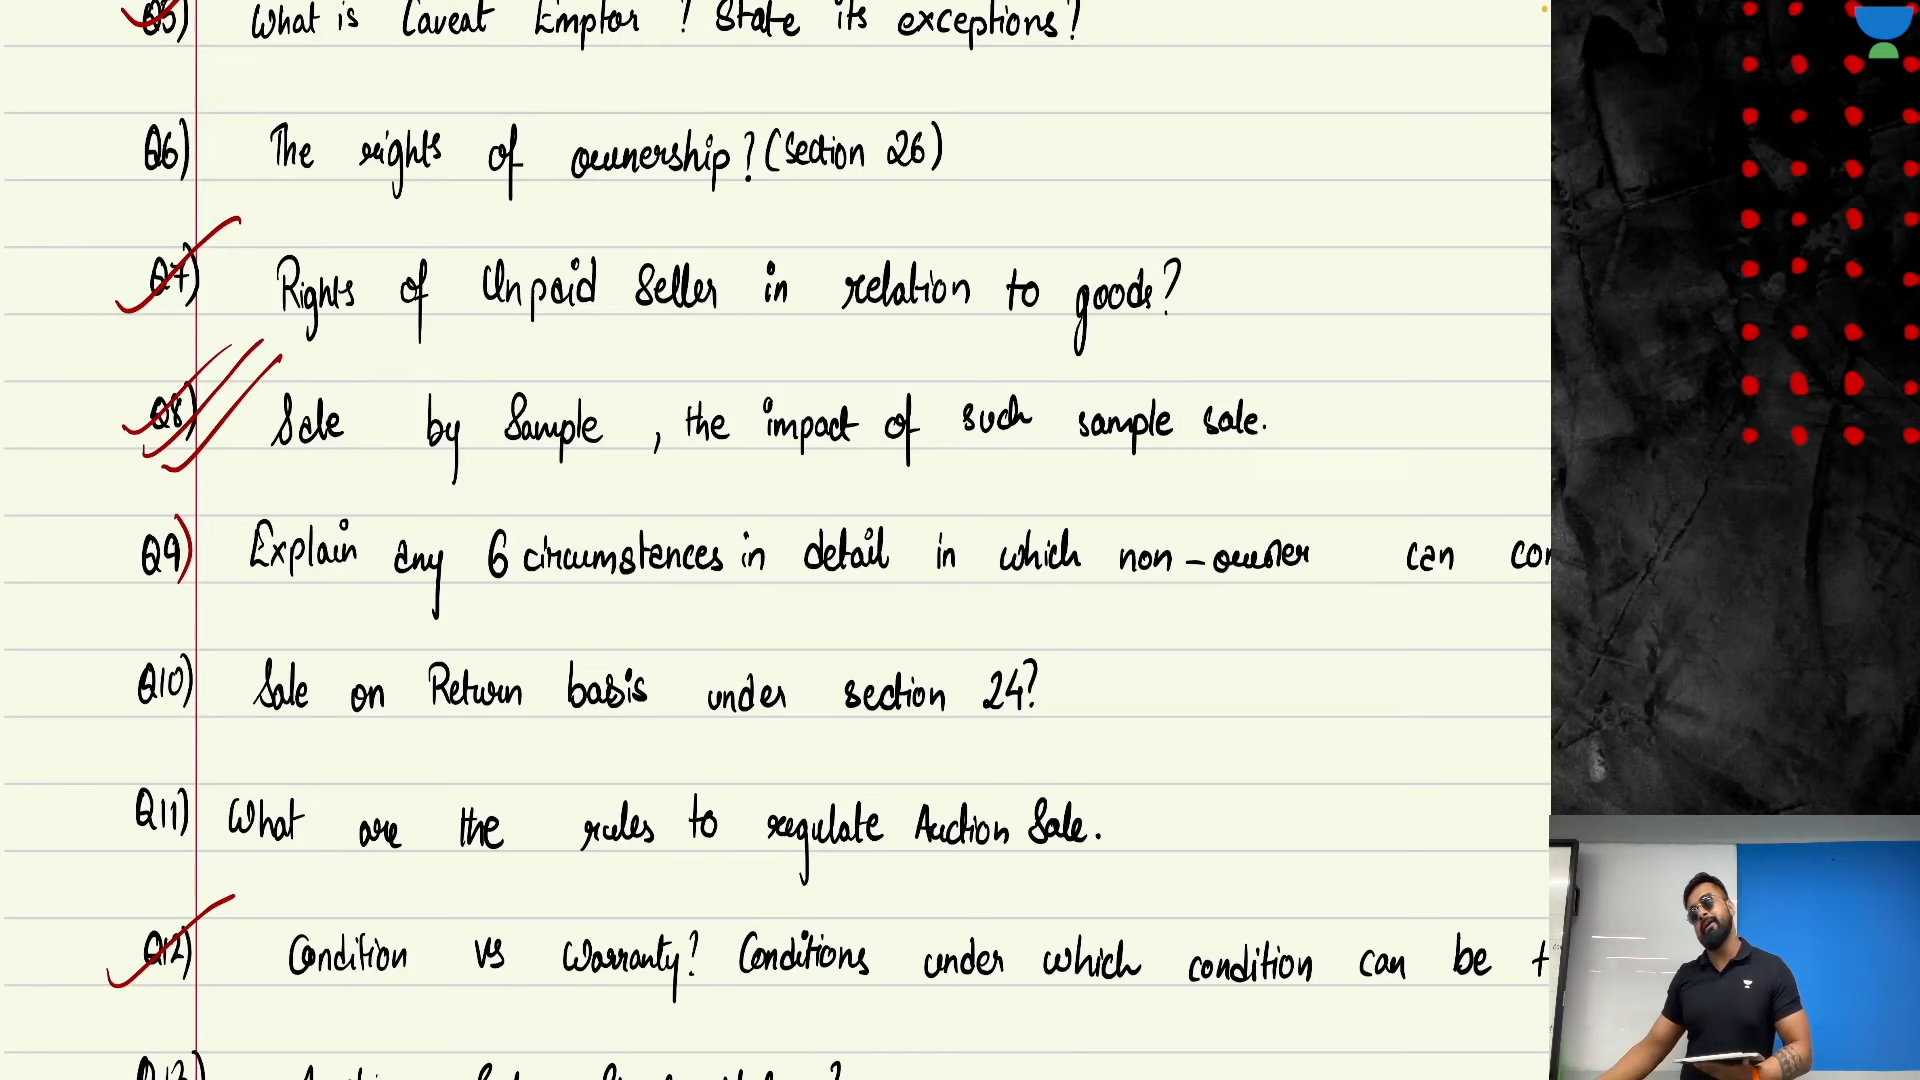 Q5) What is Caveat Emptor ? State its exceptions?
Q6) The rights of ownership? (section 26)
Q7) Rights of Unpaid Seller in relation to goods?
Q8) Sale by Sample , the impact of such sample sale.
Q9) Explain any 6 circumstances in detail in which non-owner can con
Q10) Sale on Return basis under section 24?
Q11) What are the rules to regulate Auction Sale.
Q12) Condition vs Warranty? Conditions under which condition can be t
Q13)